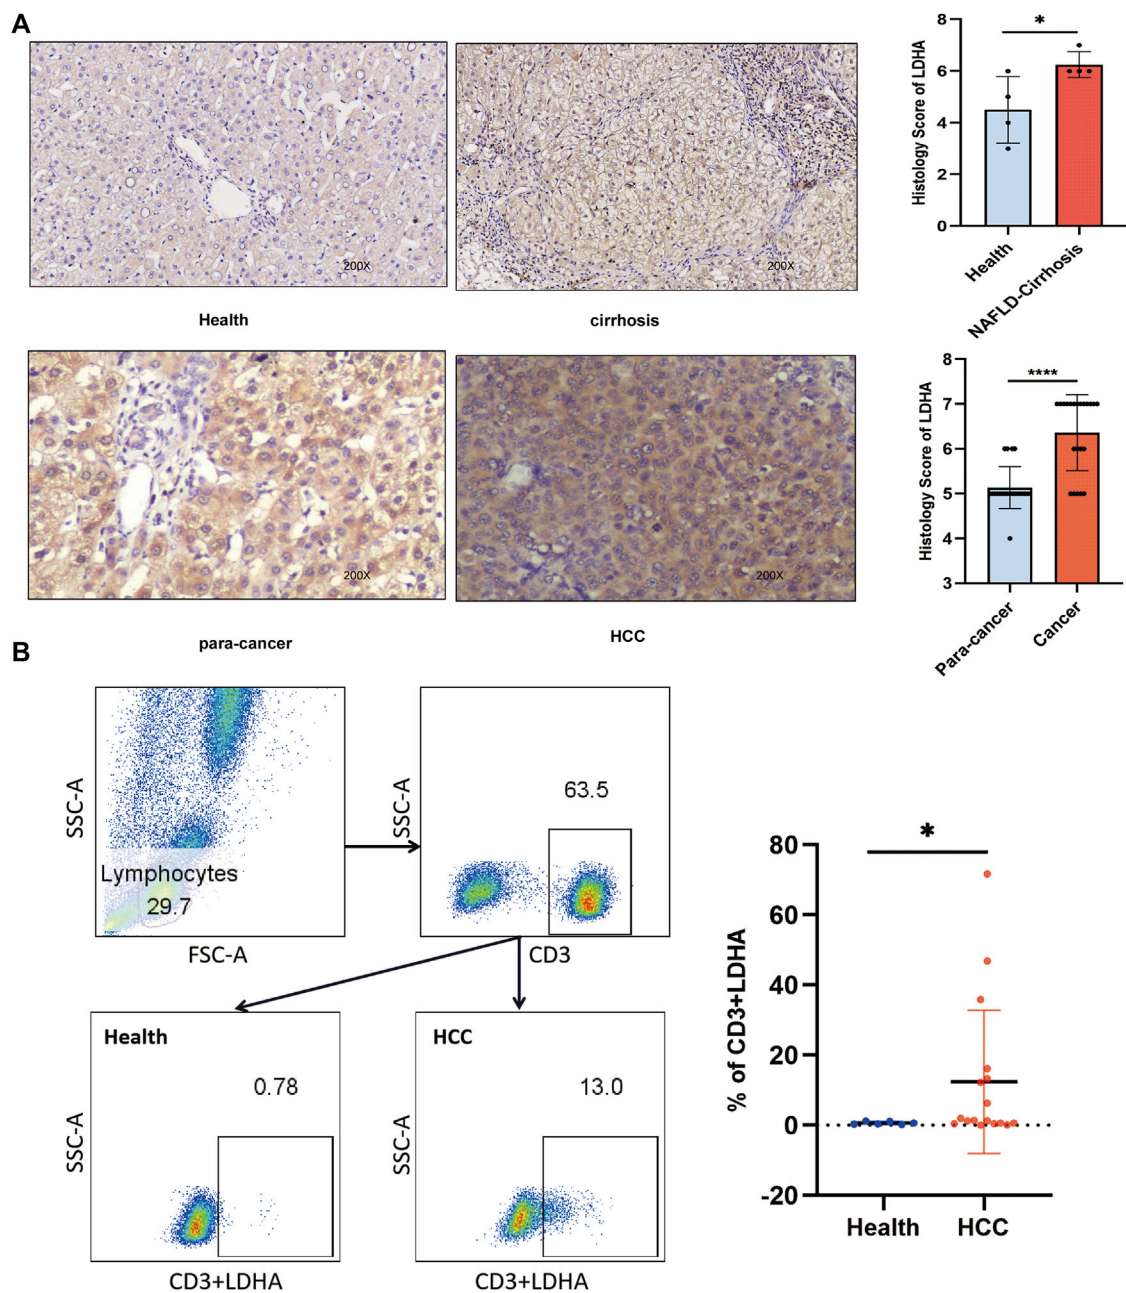 A
200X
Health
200X
cirrhosis
Histology Score of LDHA
8
6
4
2
0
*
Health
NAFLD-Cirrhosis
200X
para-cancer
200X
HCC
Histology Score of LDHA
8
7
6
5
4
3
****
Para-cancer
Cancer
B
SSC-A
Lymphocytes
29.7
FSC-A
SSC-A
63.5
CD3
SSC-A
Health
0.78
CD3+LDHA
SSC-A
HCC
13.0
CD3+LDHA
% of CD3+LDHA
80
60
40
20
0
-20
*
Health
HCC